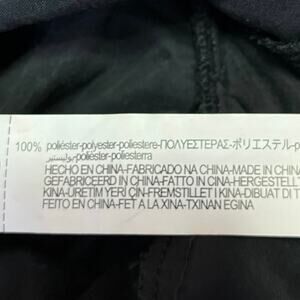 100% poliéster-polyester-poliestere-ΠΟΛΥΕΣΤΕΡΑΣ-ポリエステル-p
بوليستير-poliéster-poliesterra
HECHO EN CHINA-FABRICADO NA CHINA-MADE IN CHINA
GEFABRICEERD IN CHINA-FATTO IN CINA-HERGESTELLT
KINA-URETIM YERI ÇIN-FREMSTILLET I KINA-DIBUAT DI T
FEITO EN CHINA-FET A LA XINA-TXINAN EGINA